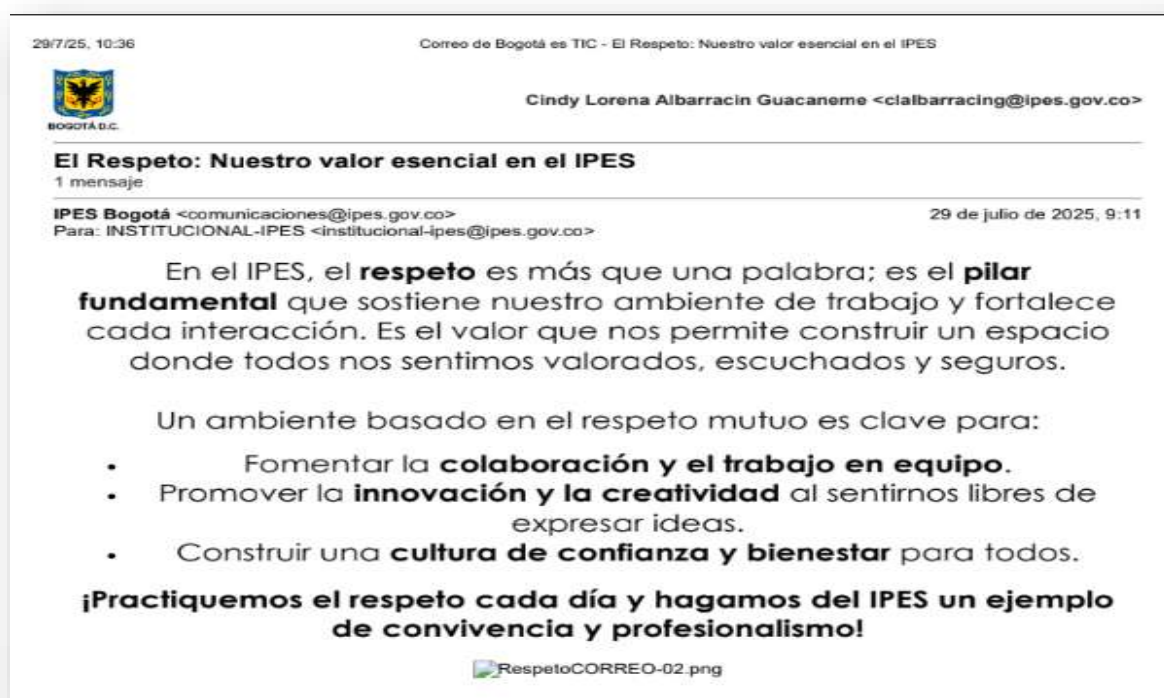 29/7/25, 10:36
Correo de Bogotá es TIC - El Respeto: Nuestro valor esencial en el IPES
BOGOTÁ D.C.
Cindy Lorena Albarracin Guacaneme <clalbarracing@ipes.gov.co>
El Respeto: Nuestro valor esencial en el IPES
1 mensaje
IPES Bogotá <comunicaciones@ipes.gov.co>
29 de julio de 2025, 9:11
Para: INSTITUCIONAL-IPES <institucional-ipes@ipes.gov.co>
En el IPES, el respeto es más que una palabra; es el pilar
fundamental que sostiene nuestro ambiente de trabajo y fortalece
cada interacción. Es el valor que nos permite construir un espacio
donde todos nos sentimos valorados, escuchados y seguros.
Un ambiente basado en el respeto mutuo es clave para:
• Fomentar la colaboración y el trabajo en equipo.
• Promover la innovación y la creatividad al sentirnos libres de
expresar ideas.
• Construir una cultura de confianza y bienestar para todos.
¡Practiquemos el respeto cada día y hagamos del IPES un ejemplo
de convivencia y profesionalismo!
RespetoCORREO-02.png